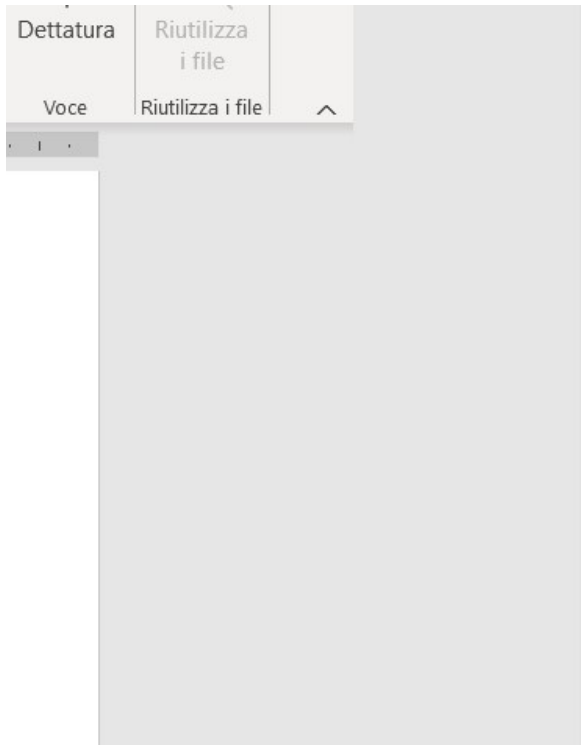 Dettatura
Riutilizza
i file
Voce
Riutilizza i file